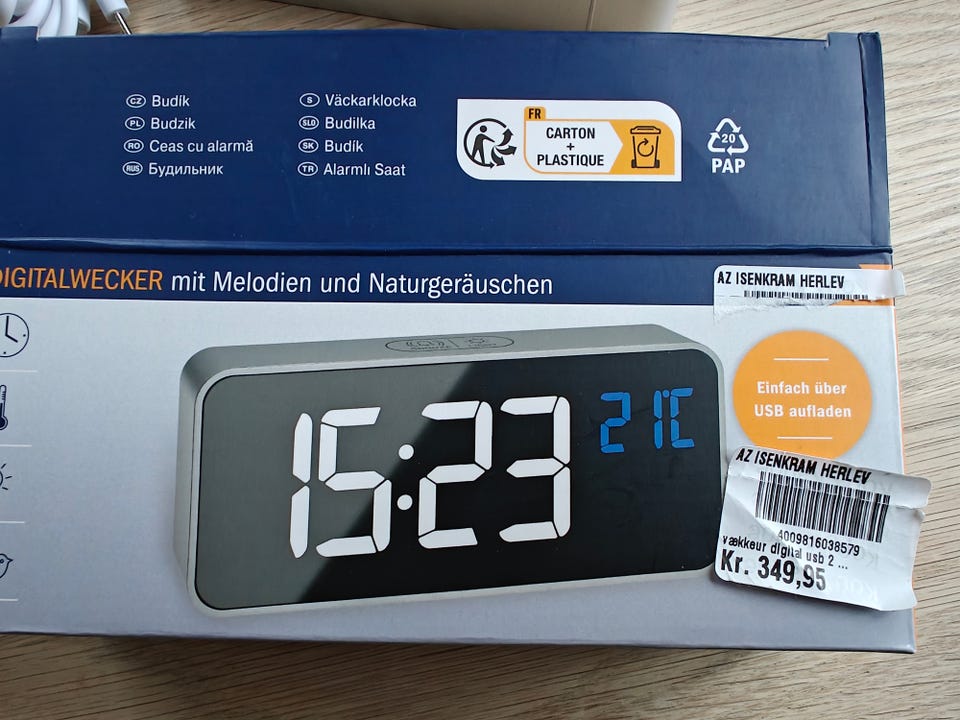 CZ Budík
PL Budzik
RO Ceas cu alarmă
RUS Будильник
S Väckarklocka
SLO Budilka
SK Budík
TR Alarmlı Saat
FR
CARTON
+
PLASTIQUE
20
PAP
DIGITALWECKER mit Melodien und Naturgeräuschen
AZ ISENKRAM HERLEV
15:23
21°C
Einfach über
USB aufladen
AZ ISENKRAM HERLEV
4009816038579
vækkeur digital usb 2 ...
Kr. 349,95